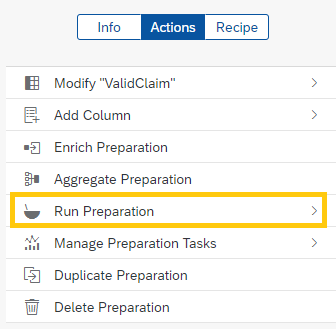 Info
Actions
Recipe
Modify "ValidClaim"
Add Column
Enrich Preparation
Aggregate Preparation
Run Preparation
Manage Preparation Tasks
Duplicate Preparation
Delete Preparation